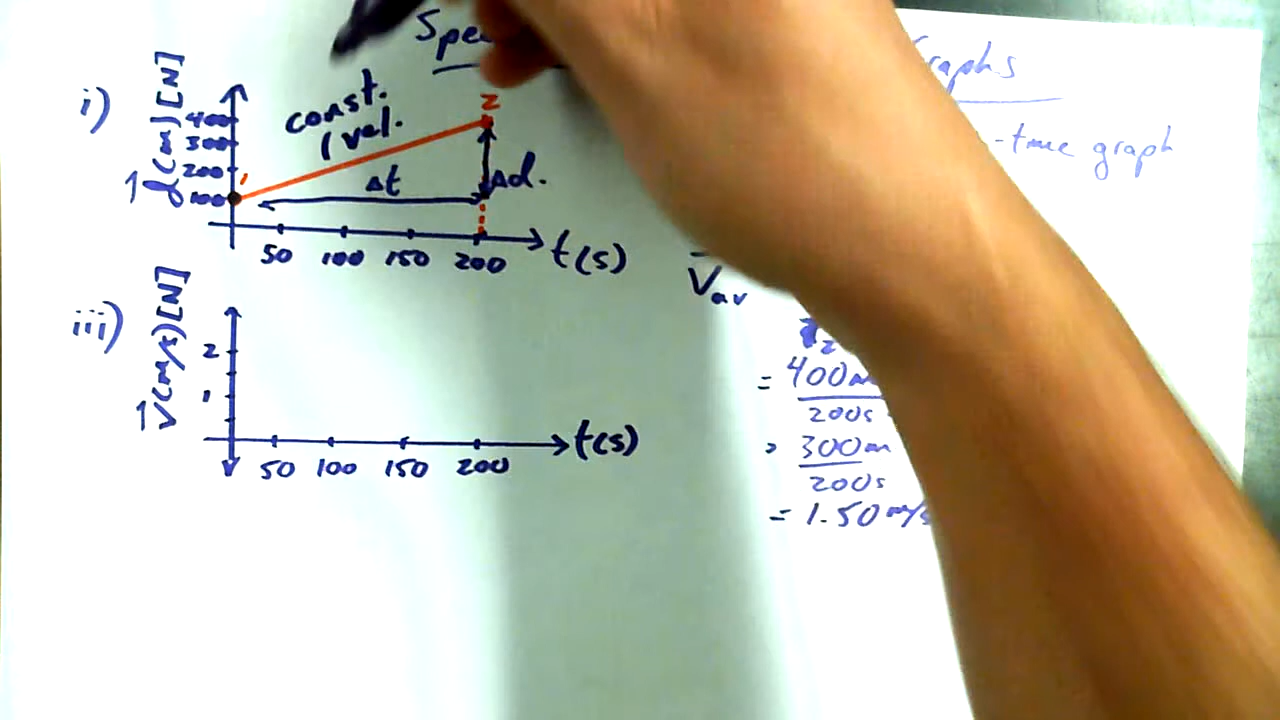 i)
d(m)[N]
400
300
200
100
const.
vel.
1
2
Δt
Δd.
50 100 150 200 t(s)
iii)
V(m/s)[N]
2
1
50 100 150 200 t(s)
-time graph
Vav
= 400m
200s
300m
200s
= 1.50 m/s